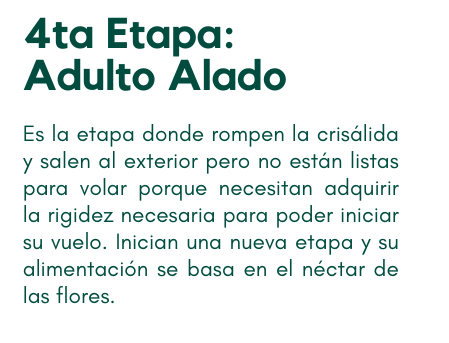 4ta Etapa:
Adulto Alado
Es la etapa donde rompen la crisálida
y salen al exterior pero no están listas
para volar porque necesitan adquirir
la rigidez necesaria para poder iniciar
su vuelo. Inician una nueva etapa y su
alimentación se basa en el néctar de
las flores.